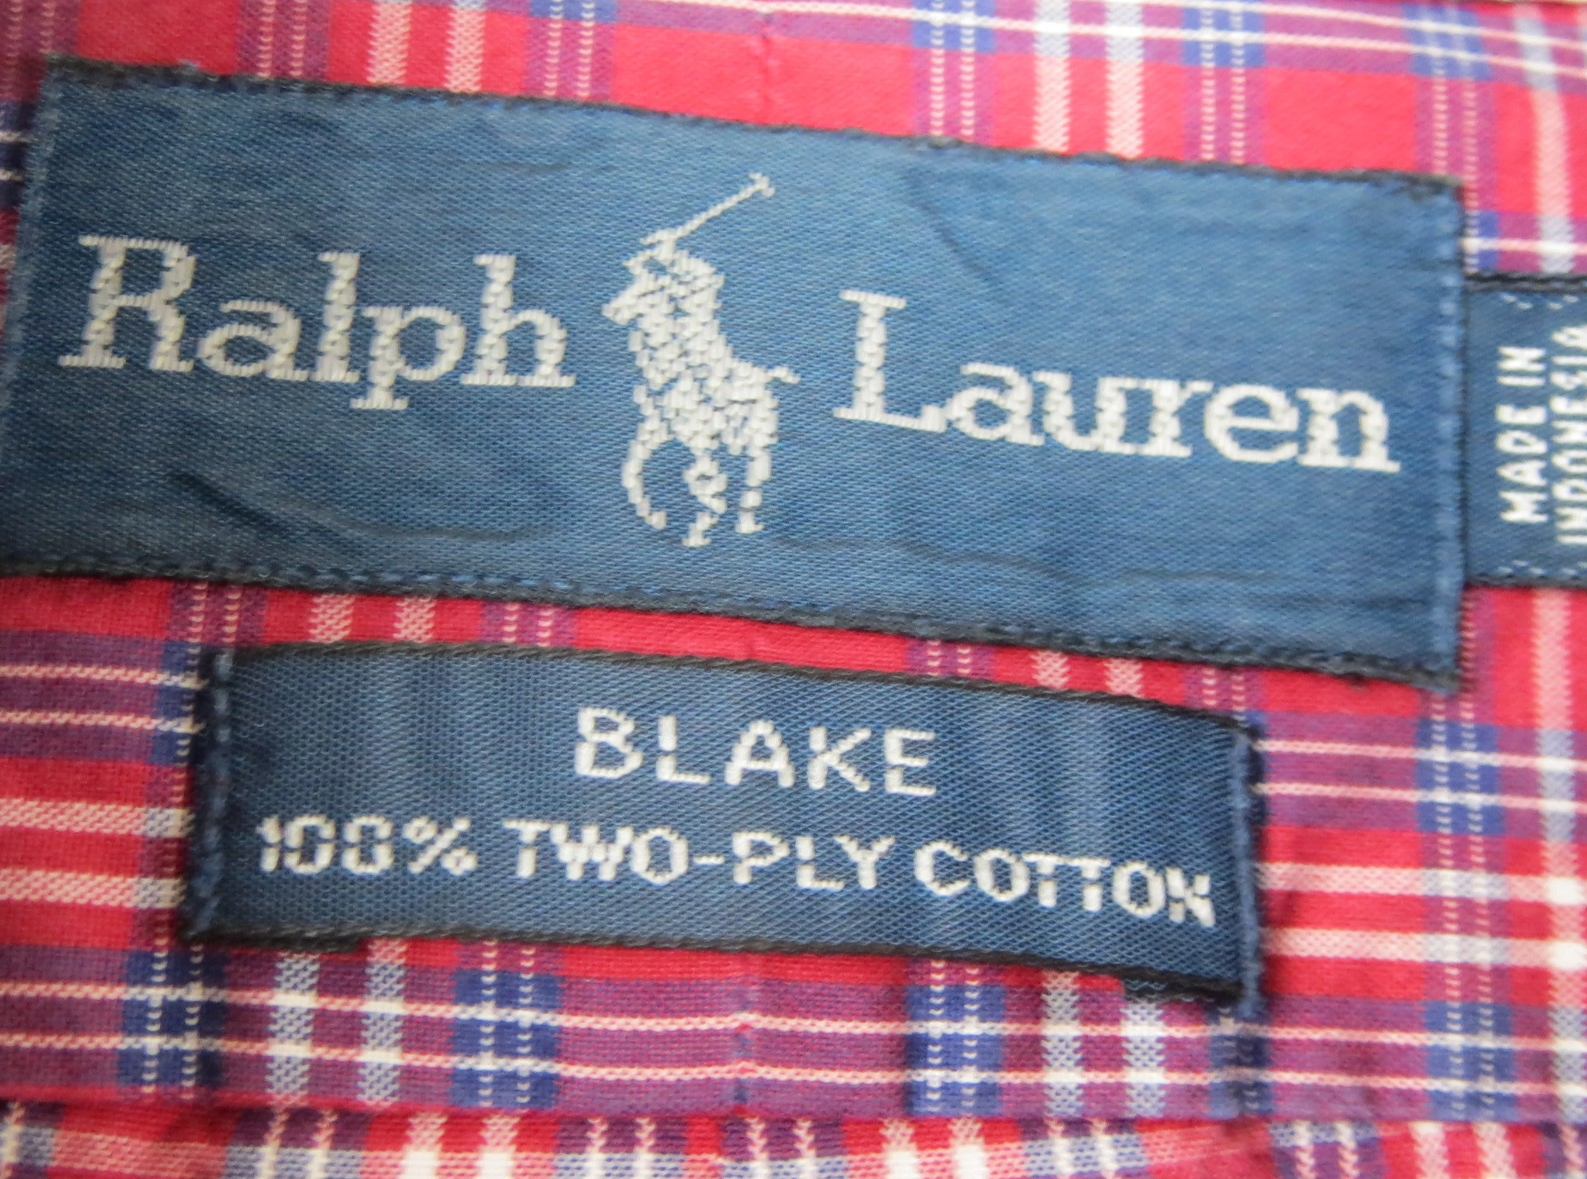 Ralph Lauren
MADE IN
INDONESIA
BLAKE
100% TWO-PLY COTTON